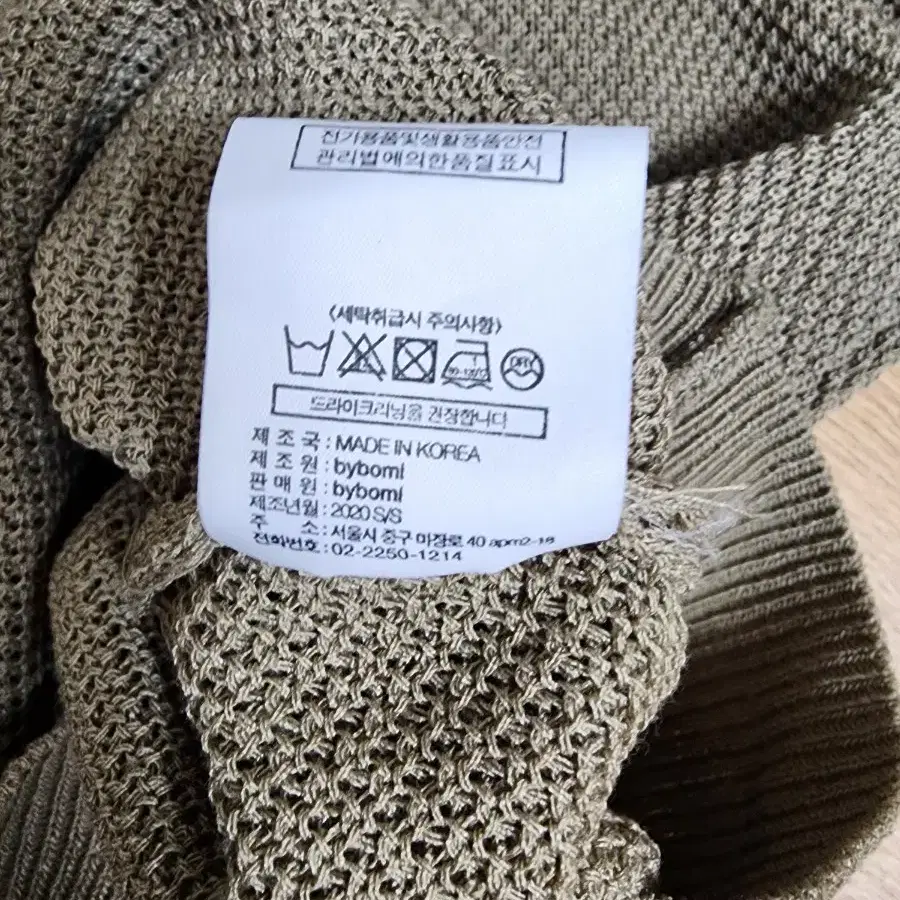 전기용품및생활용품안전
관리법에의한품질표시
<세탁취급시 주의사항>
DRY
드라이크리닝을 권장합니다
제 조 국 : MADE IN KOREA
제 조 원 : bybomi
판 매 원 : bybomi
제조년월 : 2020 S/S
주 소 : 서울시 중구 마장로 40 apm2-18
전화번호 : 02-2250-1214